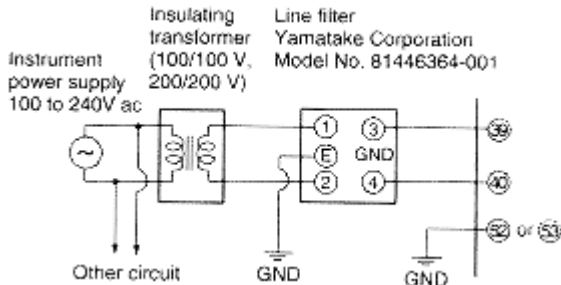 Insulating
transformer
(100/100 V,
200/200 V)
Line filter
Yamatake Corporation
Model No. 81446364-001
Instrument
power supply
100 to 240V ac
1
3
39
E
GND
2
4
40
52 or 53
Other circuit
GND
GND